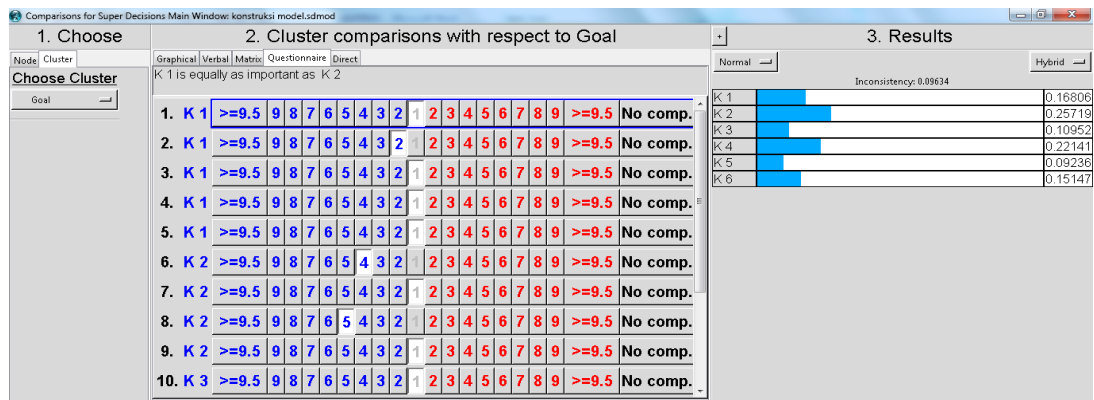 Comparisons for Super Decisions Main Window: konstruksi model.sdmod
1. Choose
Node Cluster
Choose Cluster
Goal
2. Cluster comparisons with respect to Goal
Graphical Verbal Matrix Questionnaire Direct
K 1 is equally as important as K 2
1. K 1 >=9.5 9 8 7 6 5 4 3 2 1 2 3 4 5 6 7 8 9 >=9.5 No comp.
2. K 1 >=9.5 9 8 7 6 5 4 3 2 1 2 3 4 5 6 7 8 9 >=9.5 No comp.
3. K 1 >=9.5 9 8 7 6 5 4 3 2 1 2 3 4 5 6 7 8 9 >=9.5 No comp.
4. K 1 >=9.5 9 8 7 6 5 4 3 2 1 2 3 4 5 6 7 8 9 >=9.5 No comp.
5. K 1 >=9.5 9 8 7 6 5 4 3 2 1 2 3 4 5 6 7 8 9 >=9.5 No comp.
6. K 2 >=9.5 9 8 7 6 5 4 3 2 1 2 3 4 5 6 7 8 9 >=9.5 No comp.
7. K 2 >=9.5 9 8 7 6 5 4 3 2 1 2 3 4 5 6 7 8 9 >=9.5 No comp.
8. K 2 >=9.5 9 8 7 6 5 4 3 2 1 2 3 4 5 6 7 8 9 >=9.5 No comp.
9. K 2 >=9.5 9 8 7 6 5 4 3 2 1 2 3 4 5 6 7 8 9 >=9.5 No comp.
10. K 3 >=9.5 9 8 7 6 5 4 3 2 1 2 3 4 5 6 7 8 9 >=9.5 No comp.
+ 3. Results
Normal Hybrid
Inconsistency: 0.09634
K 1 0.16806
K 2 0.25719
K 3 0.10952
K 4 0.22141
K 5 0.09236
K 6 0.15147